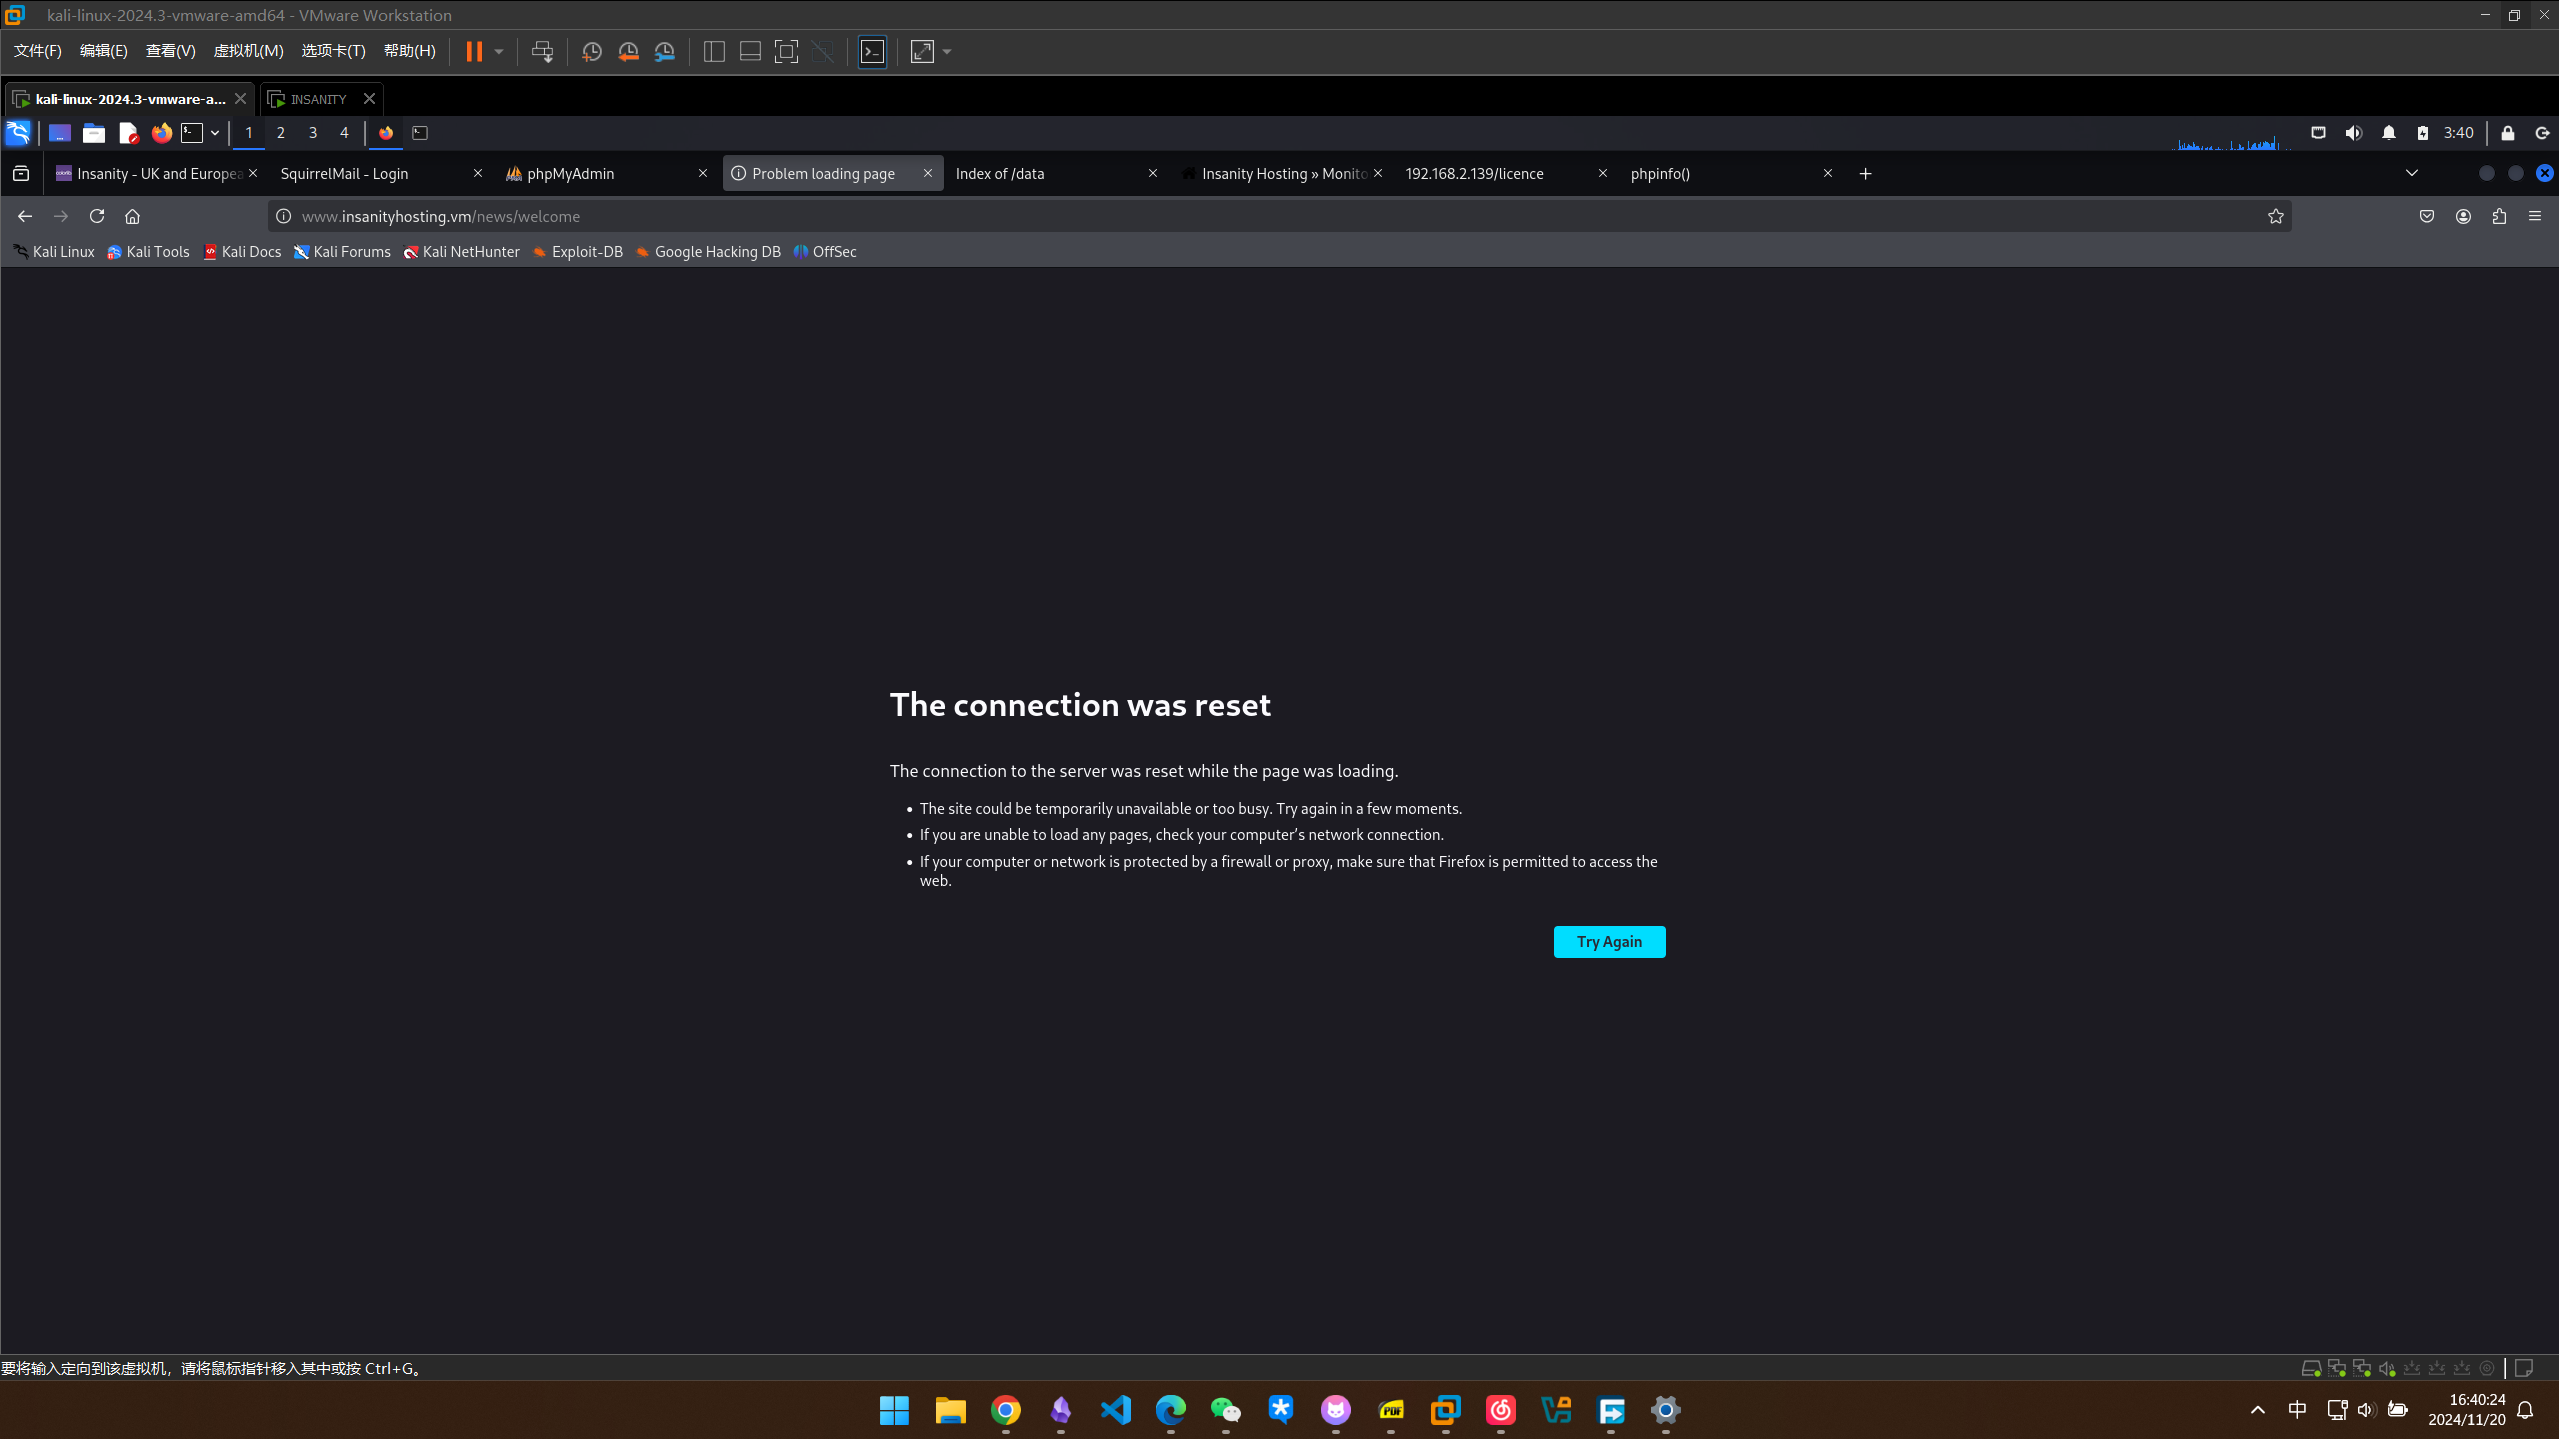 kali-linux-2024.3-vmware-amd64 - VMware Workstation
文件(F) 编辑(E) 查看(V) 虚拟机(M) 选项卡(T) 帮助(H)
kali-linux-2024.3-vmware-a... INSANITY
1 2 3 4 3:40
Insanity - UK and Europea SquirrelMail - Login phpMyAdmin Problem loading page Index of /data Insanity Hosting » Monito 192.168.2.139/licence phpinfo()
www.insanityhosting.vm/news/welcome
Kali Linux Kali Tools Kali Docs Kali Forums Kali NetHunter Exploit-DB Google Hacking DB OffSec
The connection was reset
The connection to the server was reset while the page was loading.
The site could be temporarily unavailable or too busy. Try again in a few moments.
If you are unable to load any pages, check your computer’s network connection.
If your computer or network is protected by a firewall or proxy, make sure that Firefox is permitted to access the
web.
Try Again
要将输入定向到该虚拟机，请将鼠标指针移入其中或按 Ctrl+G。
PDF
中
16:40:24
2024/11/20